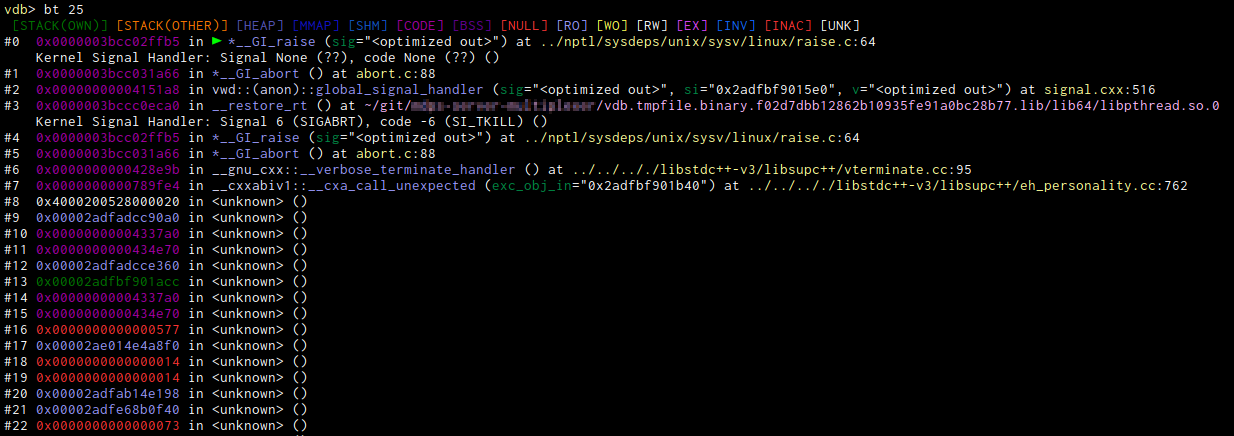 vdb> bt 25
[STACK(OWN)] [STACK(OTHER)] [HEAP] [MMAP] [SHM] [CODE] [BSS] [NULL] [RO] [WO] [RW] [EX] [INV] [INAC] [UNK]
#0 0x0000003bcc02ffb5 in ► *__GI_raise (sig="<optimized out>") at ../nptl/sysdeps/unix/sysv/linux/raise.c:64
Kernel Signal Handler: Signal None (??), code None (??) ()
#1 0x0000003bcc031a66 in *__GI_abort () at abort.c:88
#2 0x00000000004151a8 in vwd::(anon)::global_signal_handler (sig="<optimized out>", si="0x2adfbf9015e0", v="<optimized out>") at signal.cxx:516
#3 0x0000003bccc0eca0 in __restore_rt () at ~/git/ /vdb.tmpfile.binary.f02d7dbb12862b10935fe91a0bc28b77.lib/lib64/libpthread.so.0
Kernel Signal Handler: Signal 6 (SIGABRT), code -6 (SI_TKILL) ()
#4 0x0000003bcc02ffb5 in *__GI_raise (sig="<optimized out>") at ../nptl/sysdeps/unix/sysv/linux/raise.c:64
#5 0x0000003bcc031a66 in *__GI_abort () at abort.c:88
#6 0x0000000000428e9b in __gnu_cxx::__verbose_terminate_handler () at ../../../././libstdc++-v3/libsupc++/vterminate.cc:95
#7 0x0000000000789fe4 in __cxxabiv1::__cxa_call_unexpected (exc_obj_in="0x2adfbf901b40") at ../../../././libstdc++-v3/libsupc++/eh_personality.cc:762
#8 0x4000200528000020 in <unknown> ()
#9 0x00002adfadcc90a0 in <unknown> ()
#10 0x00000000004337a0 in <unknown> ()
#11 0x0000000000434e70 in <unknown> ()
#12 0x00002adfadcce360 in <unknown> ()
#13 0x00002adfbf901acc in <unknown> ()
#14 0x00000000004337a0 in <unknown> ()
#15 0x0000000000434e70 in <unknown> ()
#16 0x0000000000000577 in <unknown> ()
#17 0x00002ae014e4a8f0 in <unknown> ()
#18 0x0000000000000014 in <unknown> ()
#19 0x0000000000000014 in <unknown> ()
#20 0x00002adfab14e198 in <unknown> ()
#21 0x00002adfe68b0f40 in <unknown> ()
#22 0x0000000000000073 in <unknown> ()